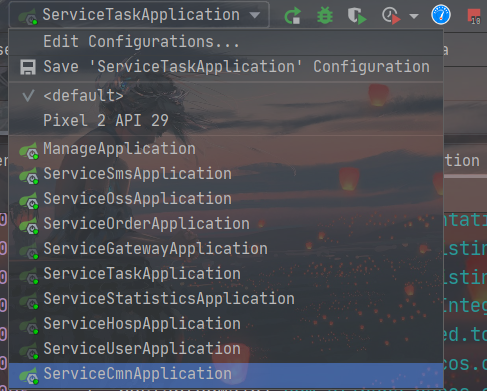 ServiceTaskApplication
Edit Configurations...
Save 'ServiceTaskApplication' Configuration
<default>
Pixel 2 API 29
ManageApplication
ServiceSmsApplication
ServiceOssApplication
ServiceOrderApplication
ServiceGatewayApplication
ServiceTaskApplication
ServiceStatisticsApplication
ServiceHospApplication
ServiceUserApplication
ServiceCmnApplication